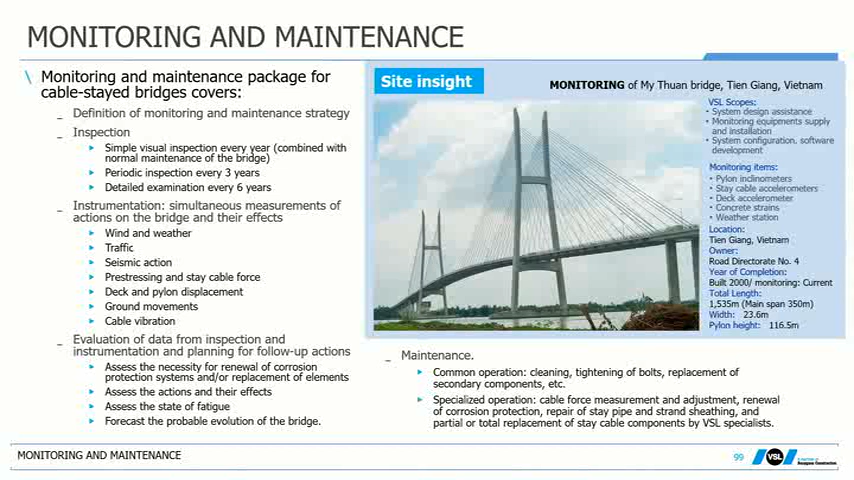 MONITORING AND MAINTENANCE
\ Monitoring and maintenance package for
cable-stayed bridges covers:
_ Definition of monitoring and maintenance strategy
_ Inspection
Simple visual inspection every year (combined with
normal maintenance of the bridge)
Periodic inspection every 3 years
Detailed examination every 6 years
_ Instrumentation: simultaneous measurements of
actions on the bridge and their effects
Wind and weather
Traffic
Seismic action
Prestressing and stay cable force
Deck and pylon displacement
Ground movements
Cable vibration
_ Evaluation of data from inspection and
instrumentation and planning for follow-up actions
Assess the necessity for renewal of corrosion
protection systems and/or replacement of elements
Assess the actions and their effects
Assess the state of fatigue
Forecast the probable evolution of the bridge.
Site insight
MONITORING of My Thuan bridge, Tien Giang, Vietnam
VSL Scopes:
• System design assistance
• Monitoring equipments supply
and installation
• System configuration, software
development
Monitoring items:
• Pylon inclinometers
• Stay cable accelerometers
• Deck accelerometer
• Concrete strains
• Weather station
Location:
Tien Giang, Vietnam
Owner:
Road Directorate No. 4
Year of Completion:
Built 2000/ monitoring: Current
Total Length:
1,535m (Main span 350m)
Width: 23.6m
Pylon height: 116.5m
_ Maintenance.
Common operation: cleaning, tightening of bolts, replacement of
secondary components, etc.
Specialized operation: cable force measurement and adjustment, renewal
of corrosion protection, repair of stay pipe and strand sheathing, and
partial or total replacement of stay cable components by VSL specialists.
MONITORING AND MAINTENANCE
99
VSL